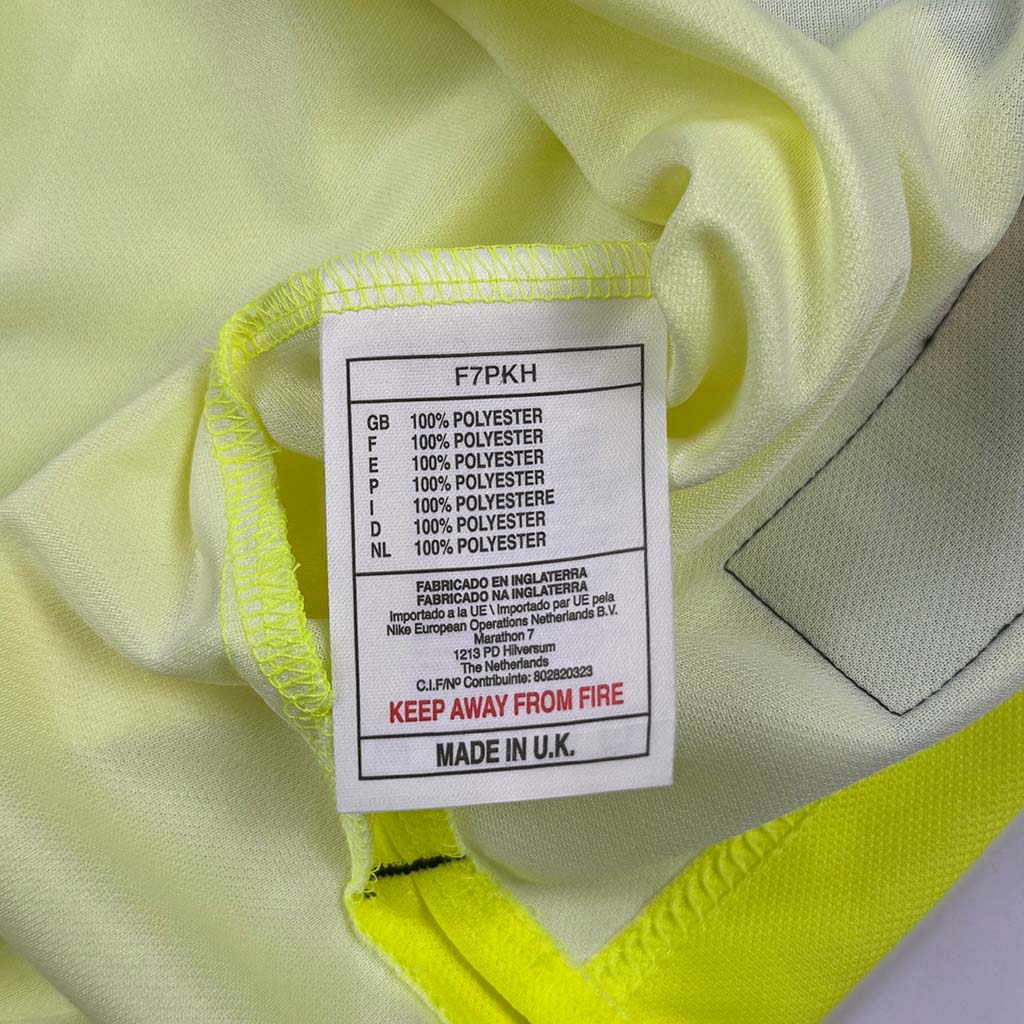 F7PKH
GB 100% POLYESTER
F 100% POLYESTER
E 100% POLYESTER
P 100% POLYESTER
I 100% POLYESTERE
D 100% POLYESTER
NL 100% POLYESTER
FABRICADO EN INGLATERRA
FABRICADO NA INGLATERRA
Importado a la UE \ Importado par UE pela
Nike European Operations Netherlands B.V.
Marathon 7
1213 PD Hilversum
The Netherlands
C.I.F/Nº Contribuinte: 802820323
KEEP AWAY FROM FIRE
MADE IN U.K.